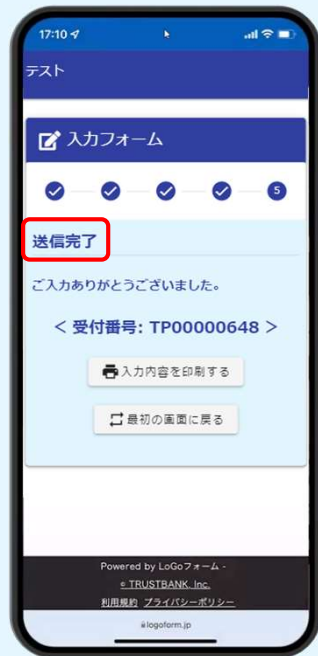 17:10
テスト
入力フォーム
5
送信完了
ご入力ありがとうございました。
< 受付番号: TP00000648 >
入力内容を印刷する
最初の画面に戻る
Powered by LoGoフォーム -
© TRUSTBANK, Inc.
利用規約 プライバシーポリシー
logoform.jp